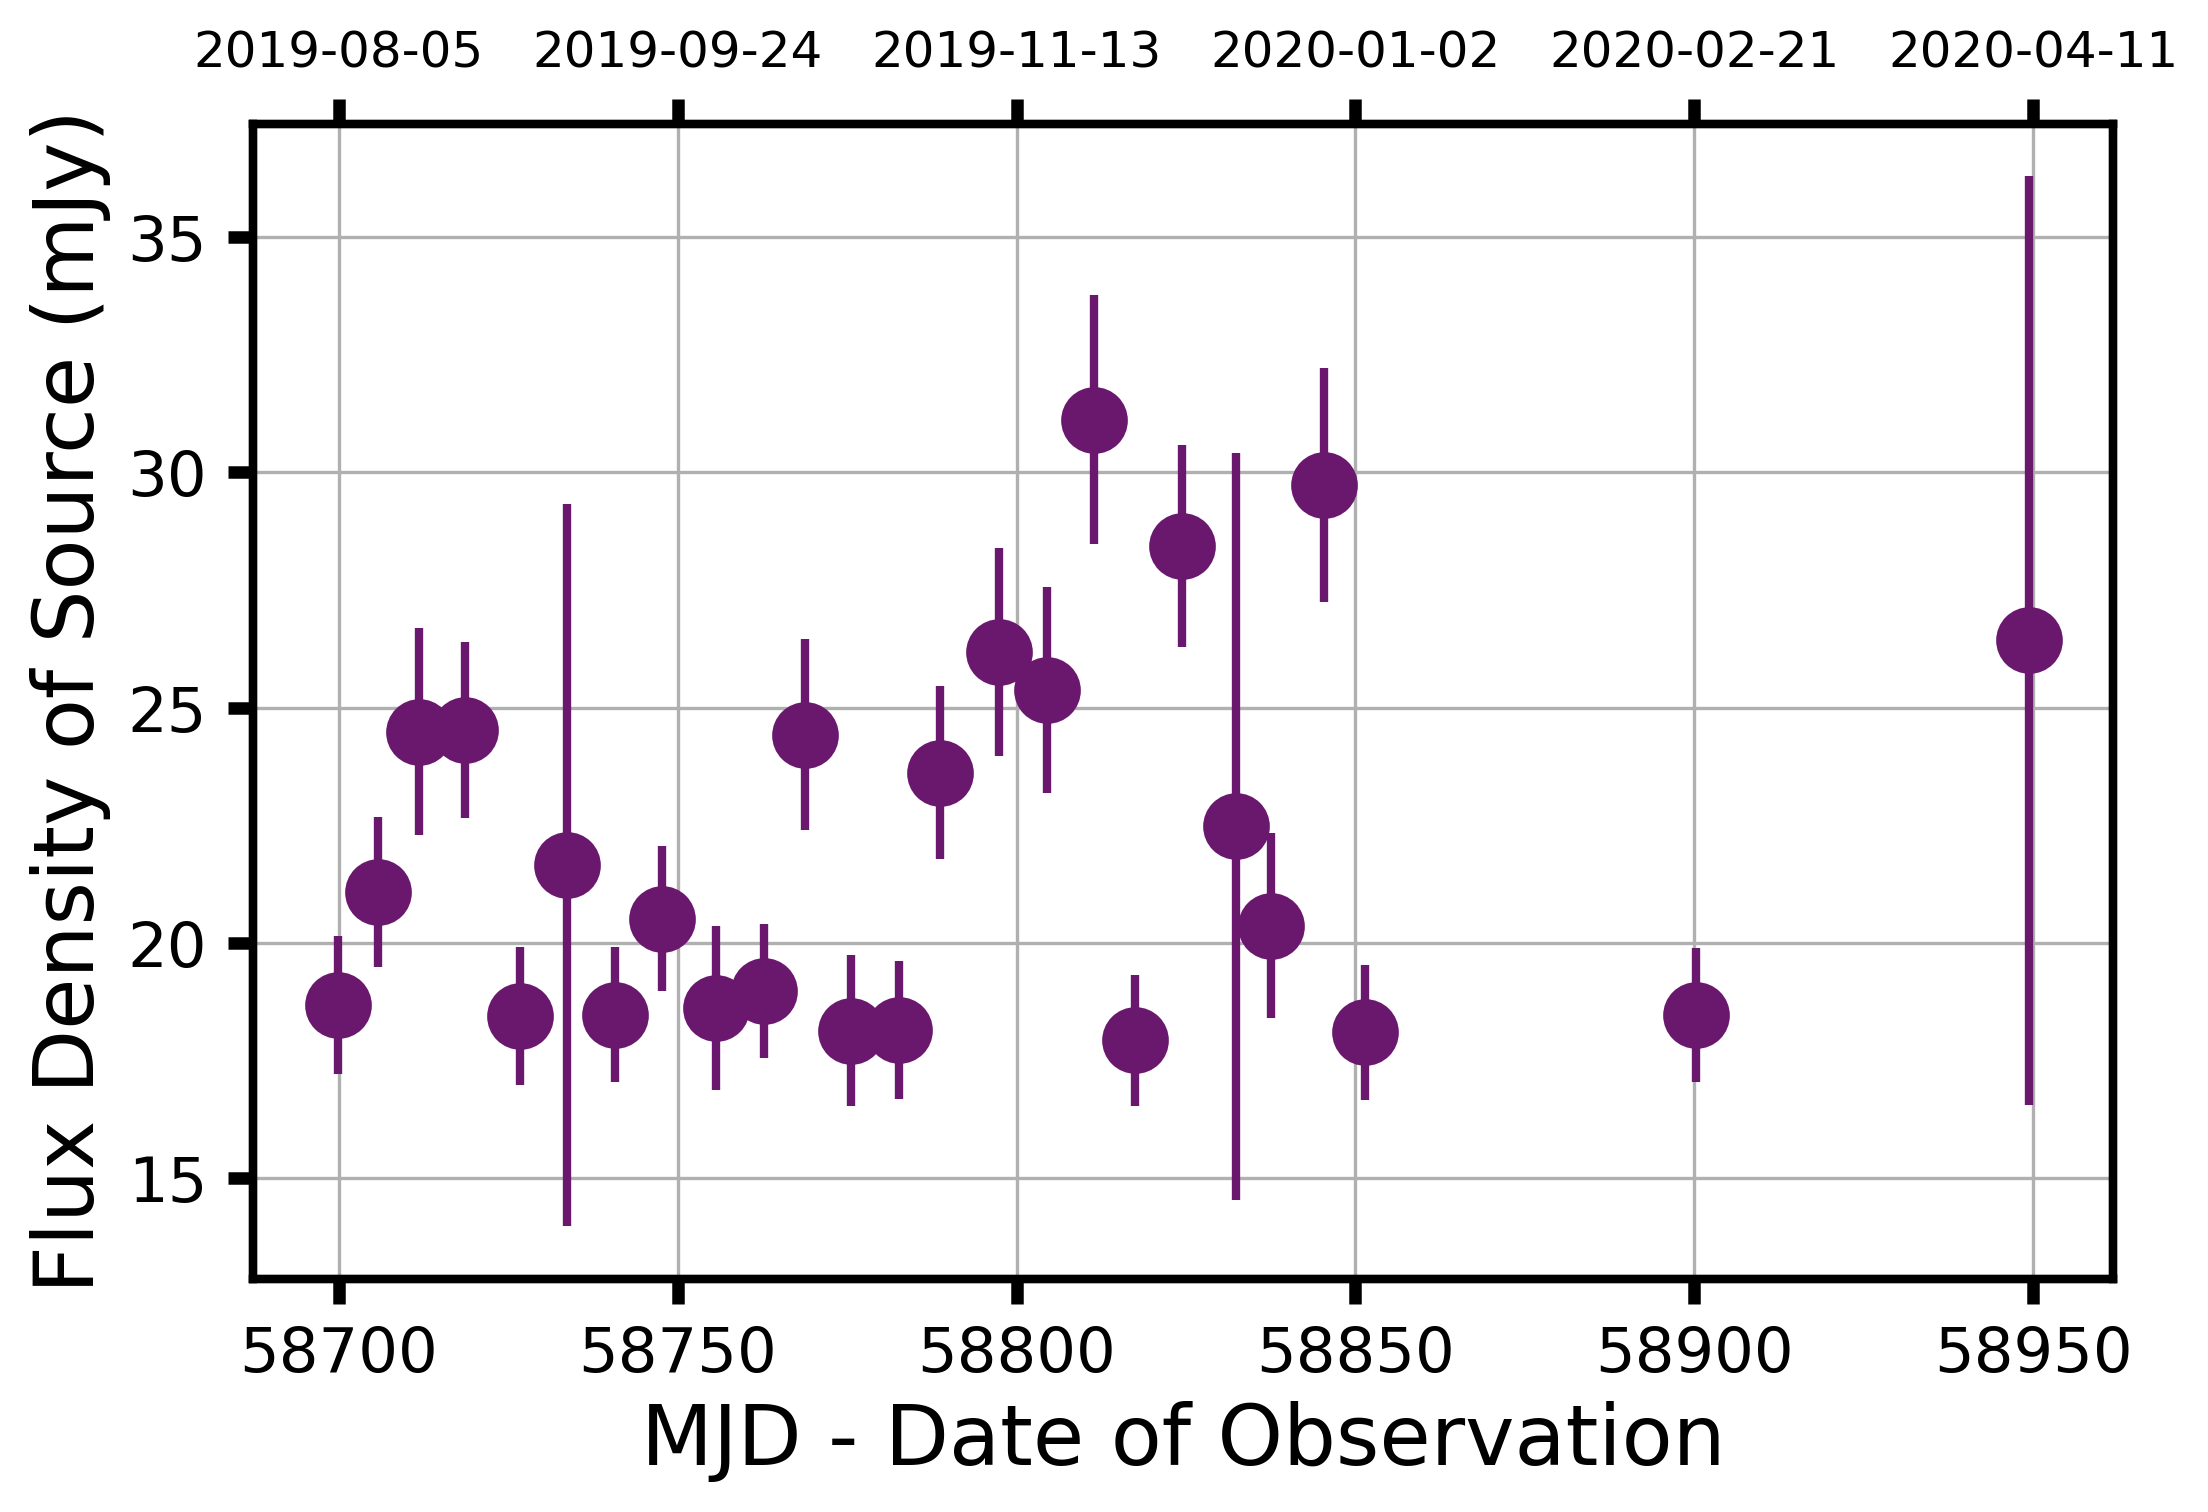 2019-08-05 2019-09-24 2019-11-13 2020-01-02 2020-02-21 2020-04-11
Flux Density of Source (mJy)
35
30
25
20
15
58700 58750 58800 58850 58900 58950
MJD - Date of Observation